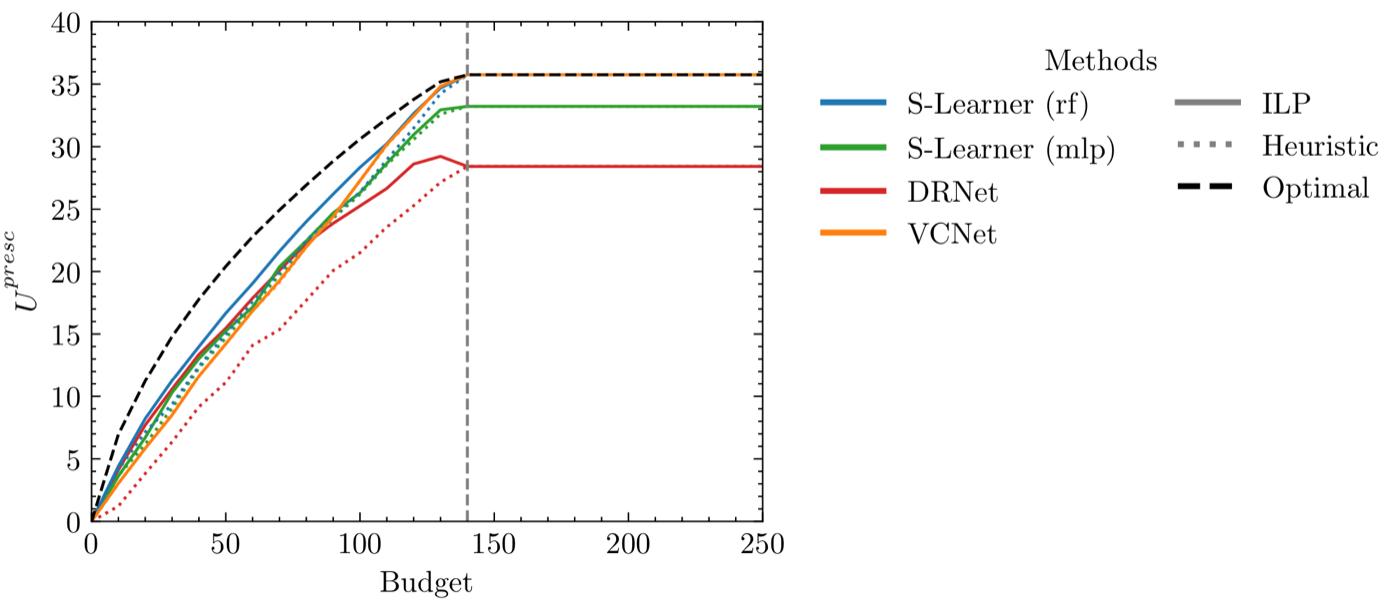 40
35
30
25
20
15
10
5
0
U^{presc}
0 50 100 150 200 250
Budget
Methods
S-Learner (rf)
S-Learner (mlp)
DRNet
VCNet
ILP
Heuristic
Optimal